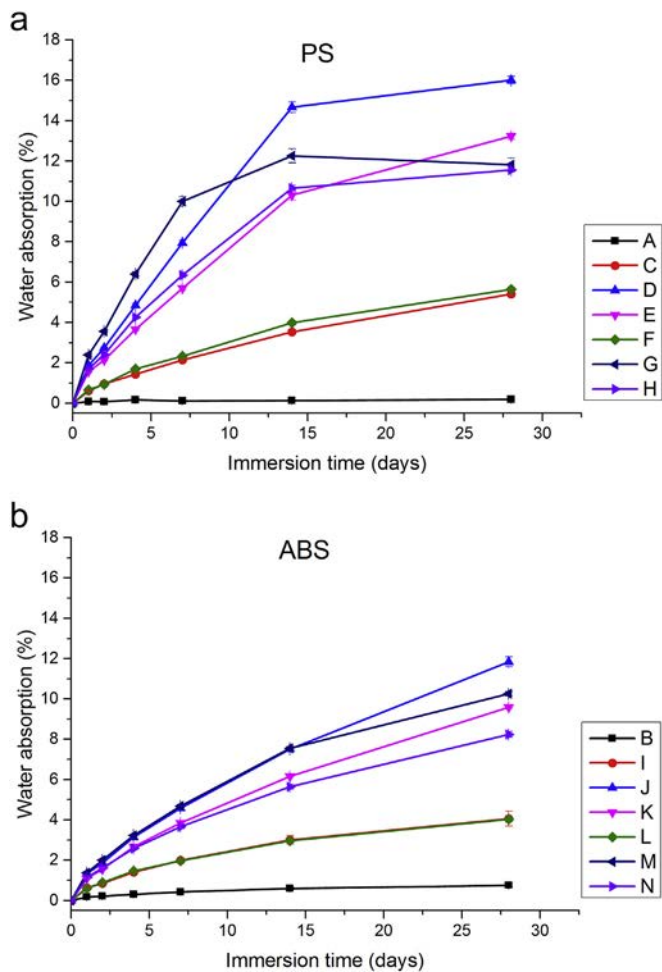 a
PS
18
16
14
12
10
8
6
4
2
0
Water absorption (%)
0 5 10 15 20 25 30
Immersion time (days)
A
C
D
E
F
G
H
b
ABS
18
16
14
12
10
8
6
4
2
0
Water absorption (%)
0 5 10 15 20 25 30
Immersion time (days)
B
I
J
K
L
M
N